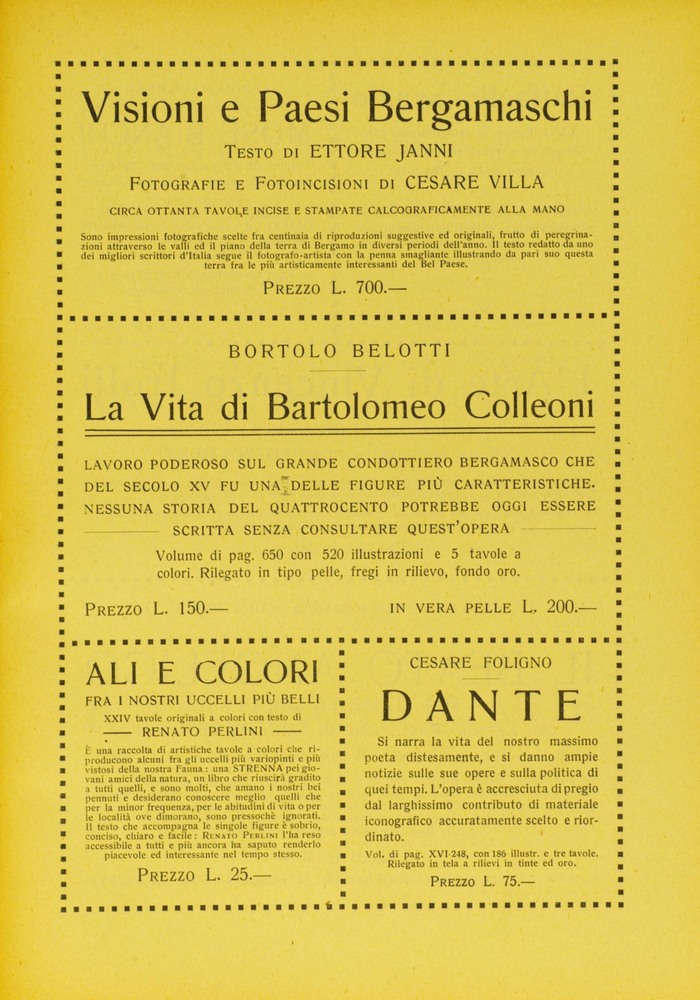 Visioni e Paesi Bergamaschi
Testo di ETTORE JANNI
Fotografie e Fotoincisioni di CESARE VILLA
CIRCA OTTANTA TAVOLE INCISE E STAMPATE CALCOGRAFICAMENTE ALLA MANO
Sono impressioni fotografiche scelte fra centinaia di riproduzioni suggestive ed originali, frutto di peregrina-
zioni attraverso le valli ed il piano della terra di Bergamo in diversi periodi dell'anno. Il testo redatto da uno
dei migliori scrittori d'Italia segue il fotografo-artista con la penna smagliante illustrando da pari suo questa
terra fra le più artisticamente interessanti del Bel Paese.
Prezzo L. 700.—
BORTOLO BELOTTI
La Vita di Bartolomeo Colleoni
LAVORO PODEROSO SUL GRANDE CONDOTTIERO BERGAMASCO CHE
DEL SECOLO XV FU UNA DELLE FIGURE PIÙ CARATTERISTICHE.
NESSUNA STORIA DEL QUATTROCENTO POTREBBE OGGI ESSERE
SCRITTA SENZA CONSULTARE QUEST'OPERA
Volume di pag. 650 con 520 illustrazioni e 5 tavole a
colori. Rilegato in tipo pelle, fregi in rilievo, fondo oro.
Prezzo L. 150.— IN VERA PELLE L. 200.—
ALI E COLORI
FRA I NOSTRI UCCELLI PIÙ BELLI
XXIV tavole originali a colori con testo di
— RENATO PERLINI —
È una raccolta di artistiche tavole a colori che ri-
producono alcuni fra gli uccelli più variopinti e più
vistosi della nostra Fauna : una STRENNA pei gio-
vani amici della natura, un libro che riuscirà gradito
a tutti quelli, e sono molti, che amano i nostri bei
pennuti e desiderano conoscere meglio quelli che
per la minor frequenza, per le abitudini di vita o per
le località ove dimorano, sono pressochè ignorati.
Il testo che accompagna le singole figure è sobrio,
conciso, chiaro e facile : Renato Perlini l'ha reso
accessibile a tutti e più ancora ha saputo renderlo
piacevole ed interessante nel tempo stesso.
Prezzo L. 25.—
CESARE FOLIGNO
DANTE
Si narra la vita del nostro massimo
poeta distesamente, e si danno ampie
notizie sulle sue opere e sulla politica di
quei tempi. L'opera è accresciuta di pregio
dal larghissimo contributo di materiale
iconografico accuratamente scelto e rior-
dinato.
Vol. di pag. XVI-248, con 186 illustr. e tre tavole.
Rilegato in tela a rilievi in tinte ed oro.
Prezzo L. 75.—